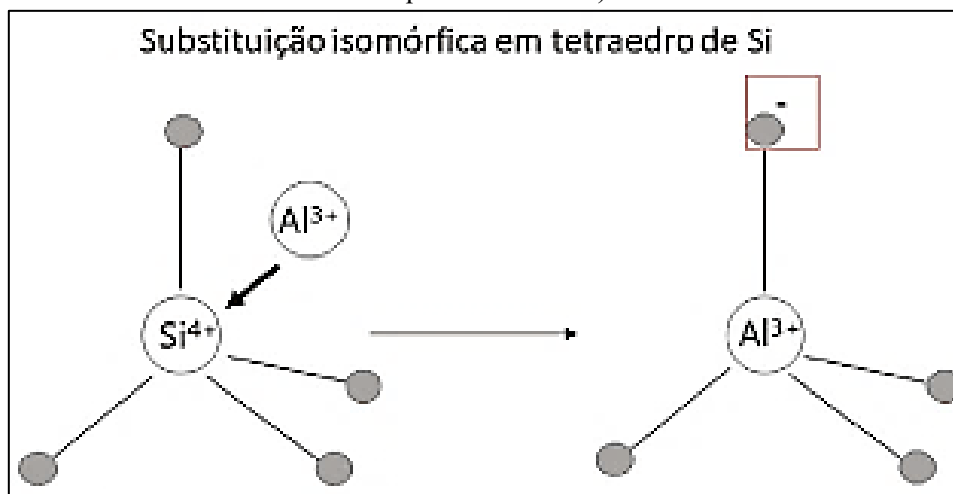 Substituição isomórfica em tetraedro de Si
-
Al³⁺
Si⁴⁺
Al³⁺